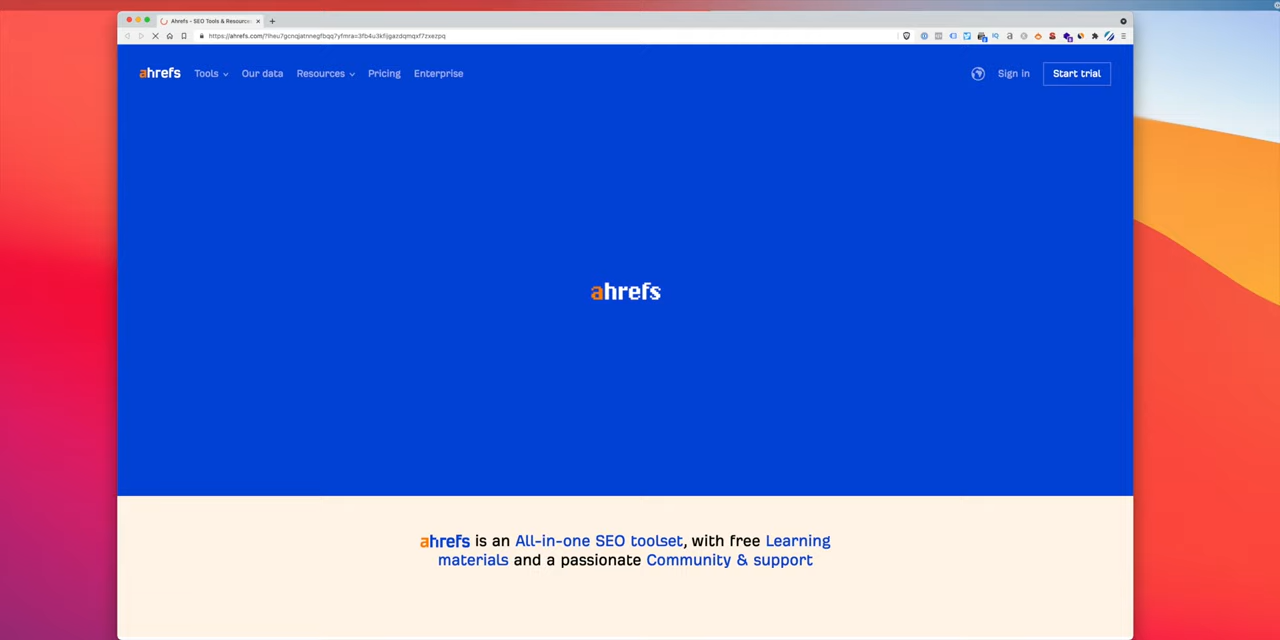 Ahrefs - SEO Tools & Resource
ahrefs Tools Our data Resources Pricing Enterprise Sign in Start trial
ahrefs
ahrefs is an All-in-one SEO toolset, with free Learning
materials and a passionate Community & support